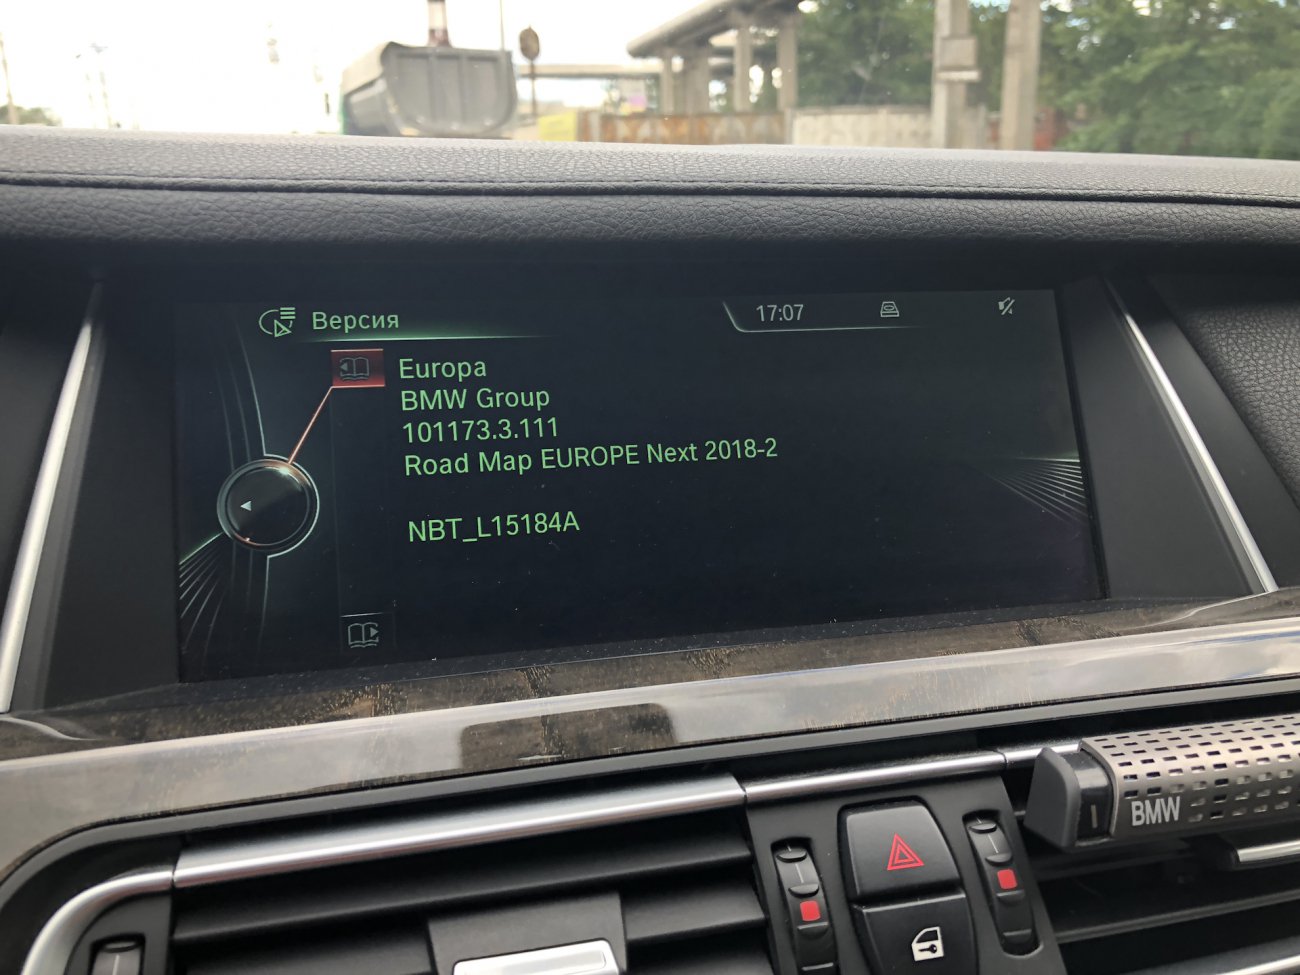 Версия
17:07
Europa
BMW Group
101173.3.111
Road Map EUROPE Next 2018-2
NBT_L15184A
BMW